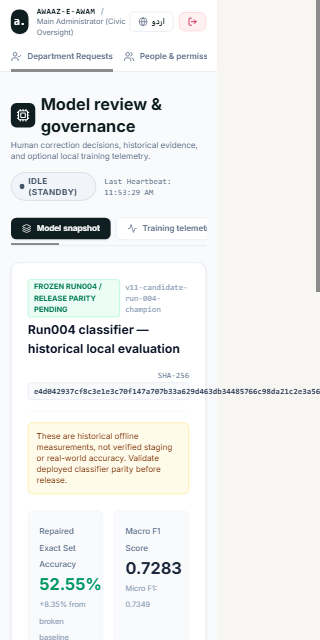 a.
AWAAZ-E-AWAM /
Main Administrator (Civic
Oversight)
اردو
Department Requests
People & permiss
Model review &
governance
Human correction decisions, historical evidence,
and optional local training telemetry.
IDLE
(STANDBY)
Last Heartbeat:
11:53:29 AM
Model snapshot
Training telemet
FROZEN RUN004 /
RELEASE PARITY
PENDING
v11-candidate-
run-004-
champion
Run004 classifier —
historical local evaluation
SHA-256
e4d042937cf8c3e1e3c70f147a707b33a629d463db34485766c98da21c2e3a56
These are historical offline
measurements, not verified staging
or real-world accuracy. Validate
deployed classifier parity before
release.
Repaired
Exact Set
Accuracy
52.55%
+8.35% from
broken
baseline
Macro F1
Score
0.7283
Micro F1:
0.7349